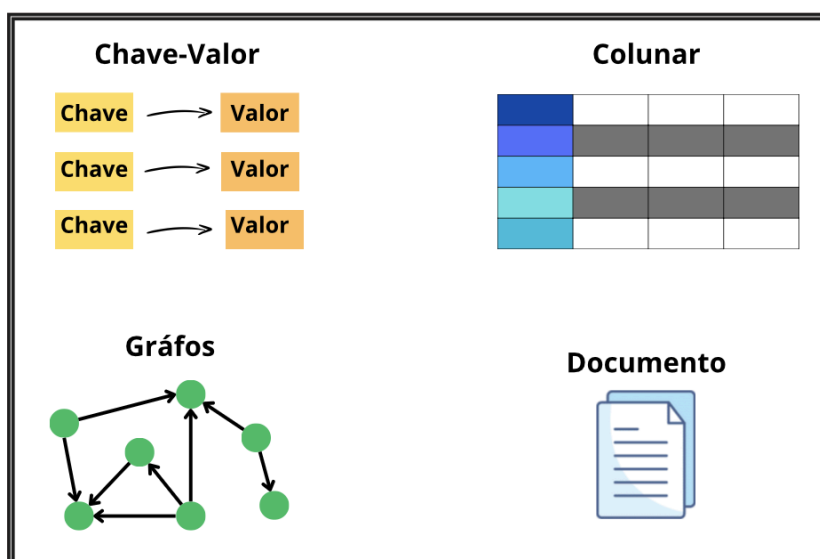 Chave-Valor
Chave
Valor
Chave
Valor
Chave
Valor
Colunar
Gráfos
Documento